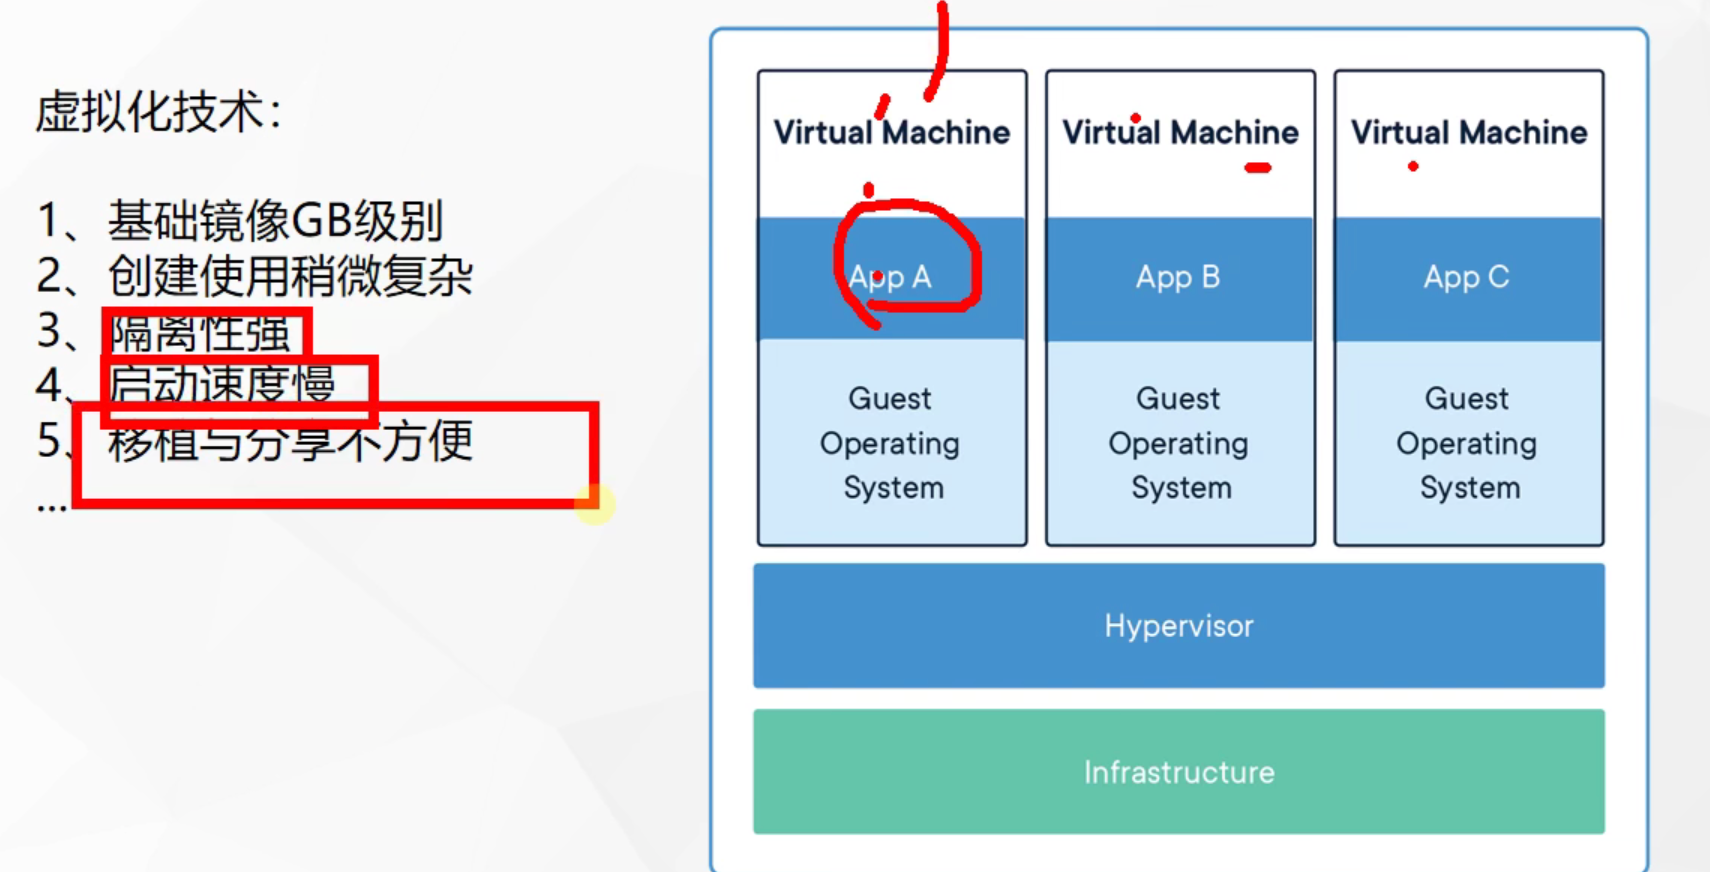 虚拟化技术：
1、基础镜像GB级别
2、创建使用稍微复杂
3、隔离性强
4、启动速度慢
5、移植与分享不方便
...
Virtual Machine
App A
Guest
Operating
System
Virtual Machine
App B
Guest
Operating
System
Virtual Machine
App C
Guest
Operating
System
Hypervisor
Infrastructure